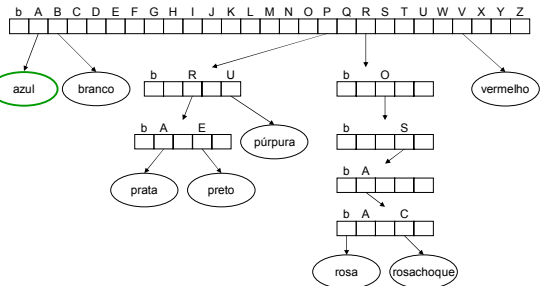 b A B C D E F G H I J K L M N O P Q R S T U W V X Y Z
azul branco b R U b O vermelho
b A E púrpura b S
prata preto b A
b A C
rosa rosachoque